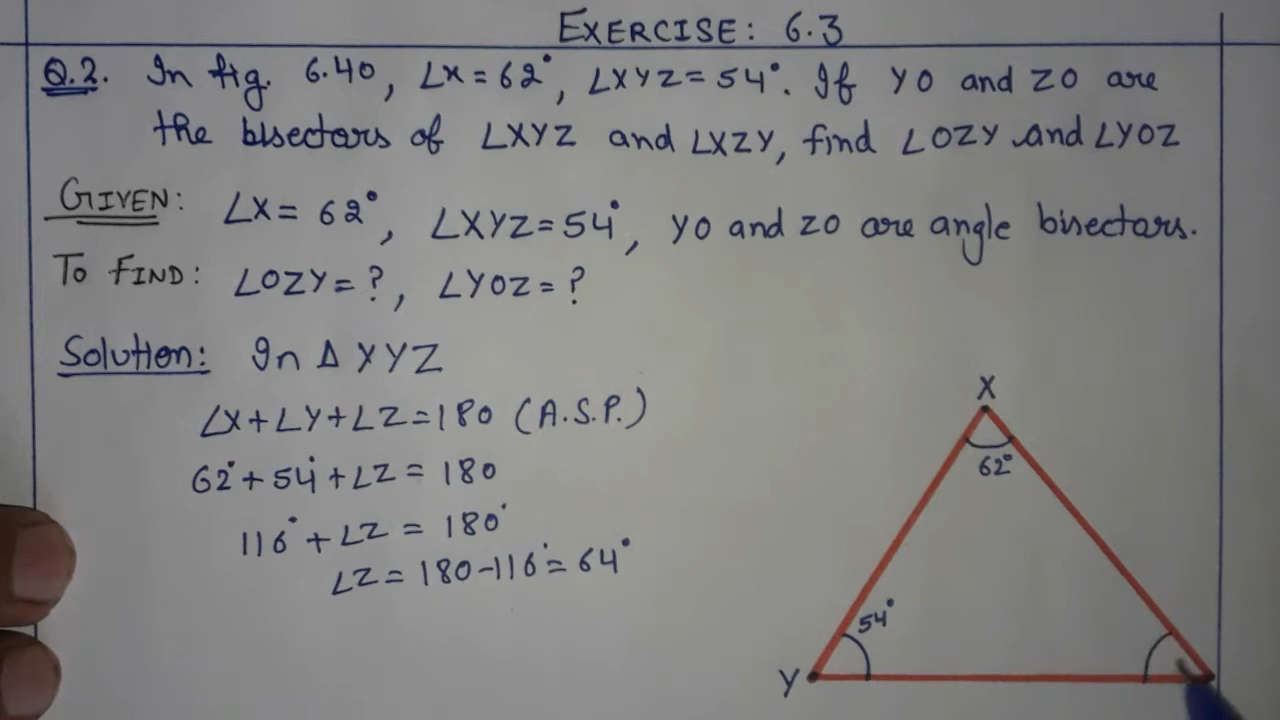 EXERCISE: 6.3
Q.2. In fig. 6.40, ∠X = 62°, ∠XYZ = 54°. If YO and ZO are
the bisectors of ∠XYZ and ∠XZY, find ∠OZY and ∠YOZ
GIVEN: ∠X = 62°, ∠XYZ = 54°, YO and ZO are angle bisectors.
TO FIND: ∠OZY = ?, ∠YOZ = ?
Solution: In Δ XYZ
∠X + ∠Y + ∠Z = 180 (A.S.P.)
62° + 54° + ∠Z = 180
116° + ∠Z = 180°
∠Z = 180 - 116° = 64°
X
62°
54°
Y